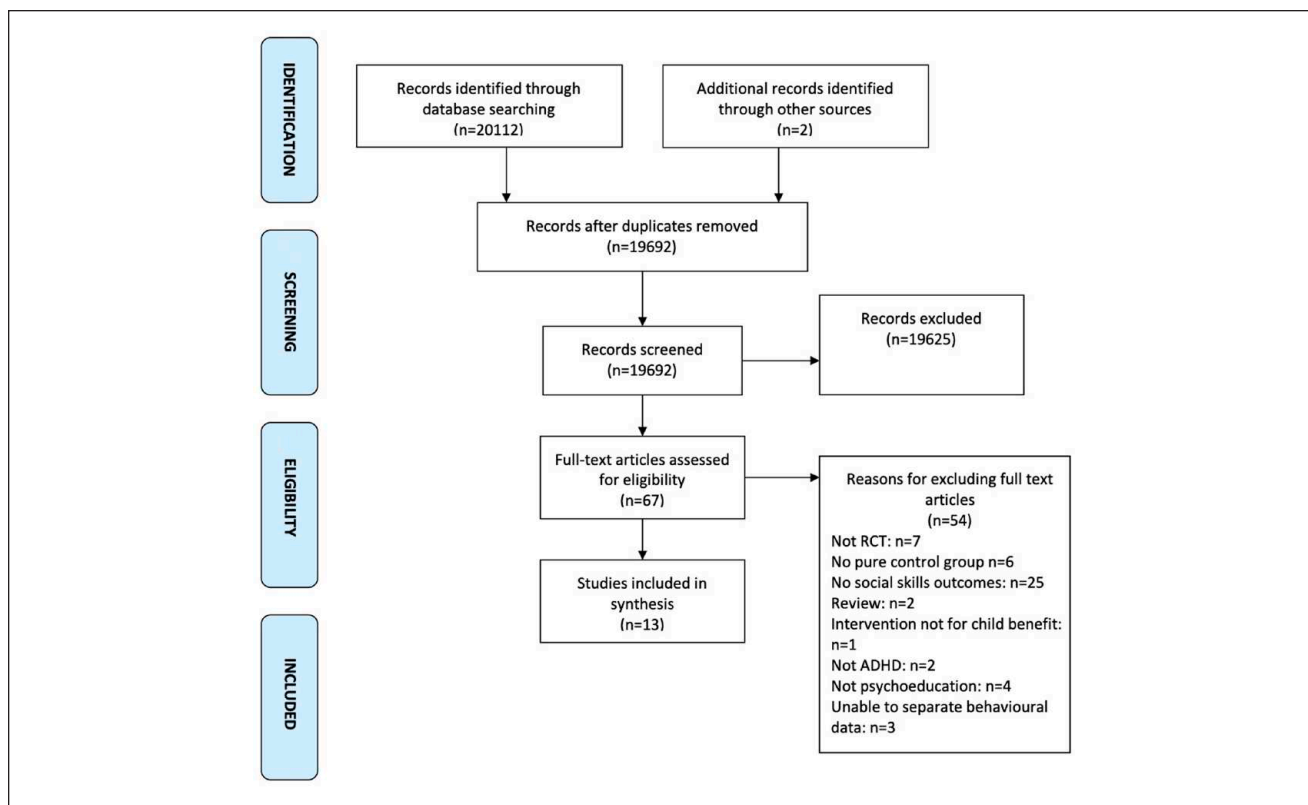 IDENTIFICATION
Records identified through
database searching
(n=20112)
Additional records identified
through other sources
(n=2)
Records after duplicates removed
(n=19692)
SCREENING
Records screened
(n=19692)
Records excluded
(n=19625)
ELIGIBILITY
Full-text articles assessed
for eligibility
(n=67)
Reasons for excluding full text
articles
(n=54)
Not RCT: n=7
No pure control group n=6
No social skills outcomes: n=25
Review: n=2
Intervention not for child benefit:
n=1
Not ADHD: n=2
Not psychoeducation: n=4
Unable to separate behavioural
data: n=3
Studies included in
synthesis
(n=13)
INCLUDED